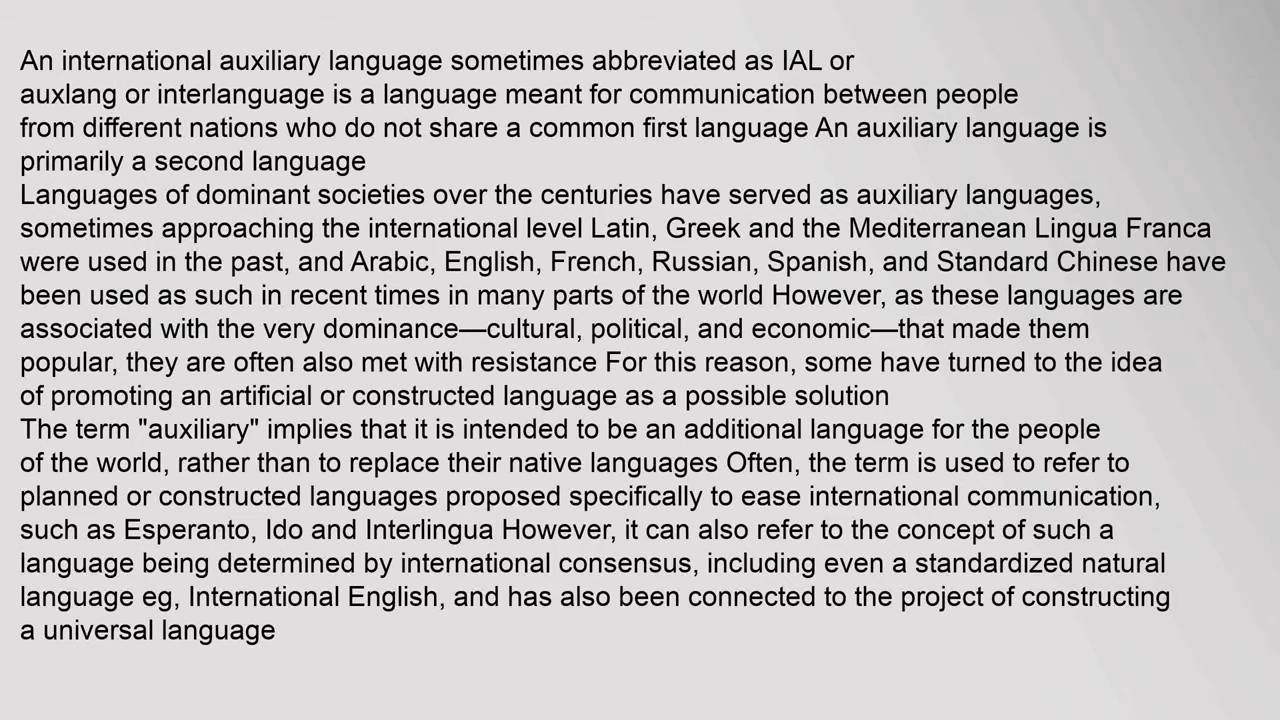 An international auxiliary language sometimes abbreviated as IAL or
auxlang or interlanguage is a language meant for communication between people
from different nations who do not share a common first language An auxiliary language is
primarily a second language
Languages of dominant societies over the centuries have served as auxiliary languages,
sometimes approaching the international level Latin, Greek and the Mediterranean Lingua Franca
were used in the past, and Arabic, English, French, Russian, Spanish, and Standard Chinese have
been used as such in recent times in many parts of the world However, as these languages are
associated with the very dominance—cultural, political, and economic—that made them
popular, they are often also met with resistance For this reason, some have turned to the idea
of promoting an artificial or constructed language as a possible solution
The term "auxiliary" implies that it is intended to be an additional language for the people
of the world, rather than to replace their native languages Often, the term is used to refer to
planned or constructed languages proposed specifically to ease international communication,
such as Esperanto, Ido and Interlingua However, it can also refer to the concept of such a
language being determined by international consensus, including even a standardized natural
language eg, International English, and has also been connected to the project of constructing
a universal language